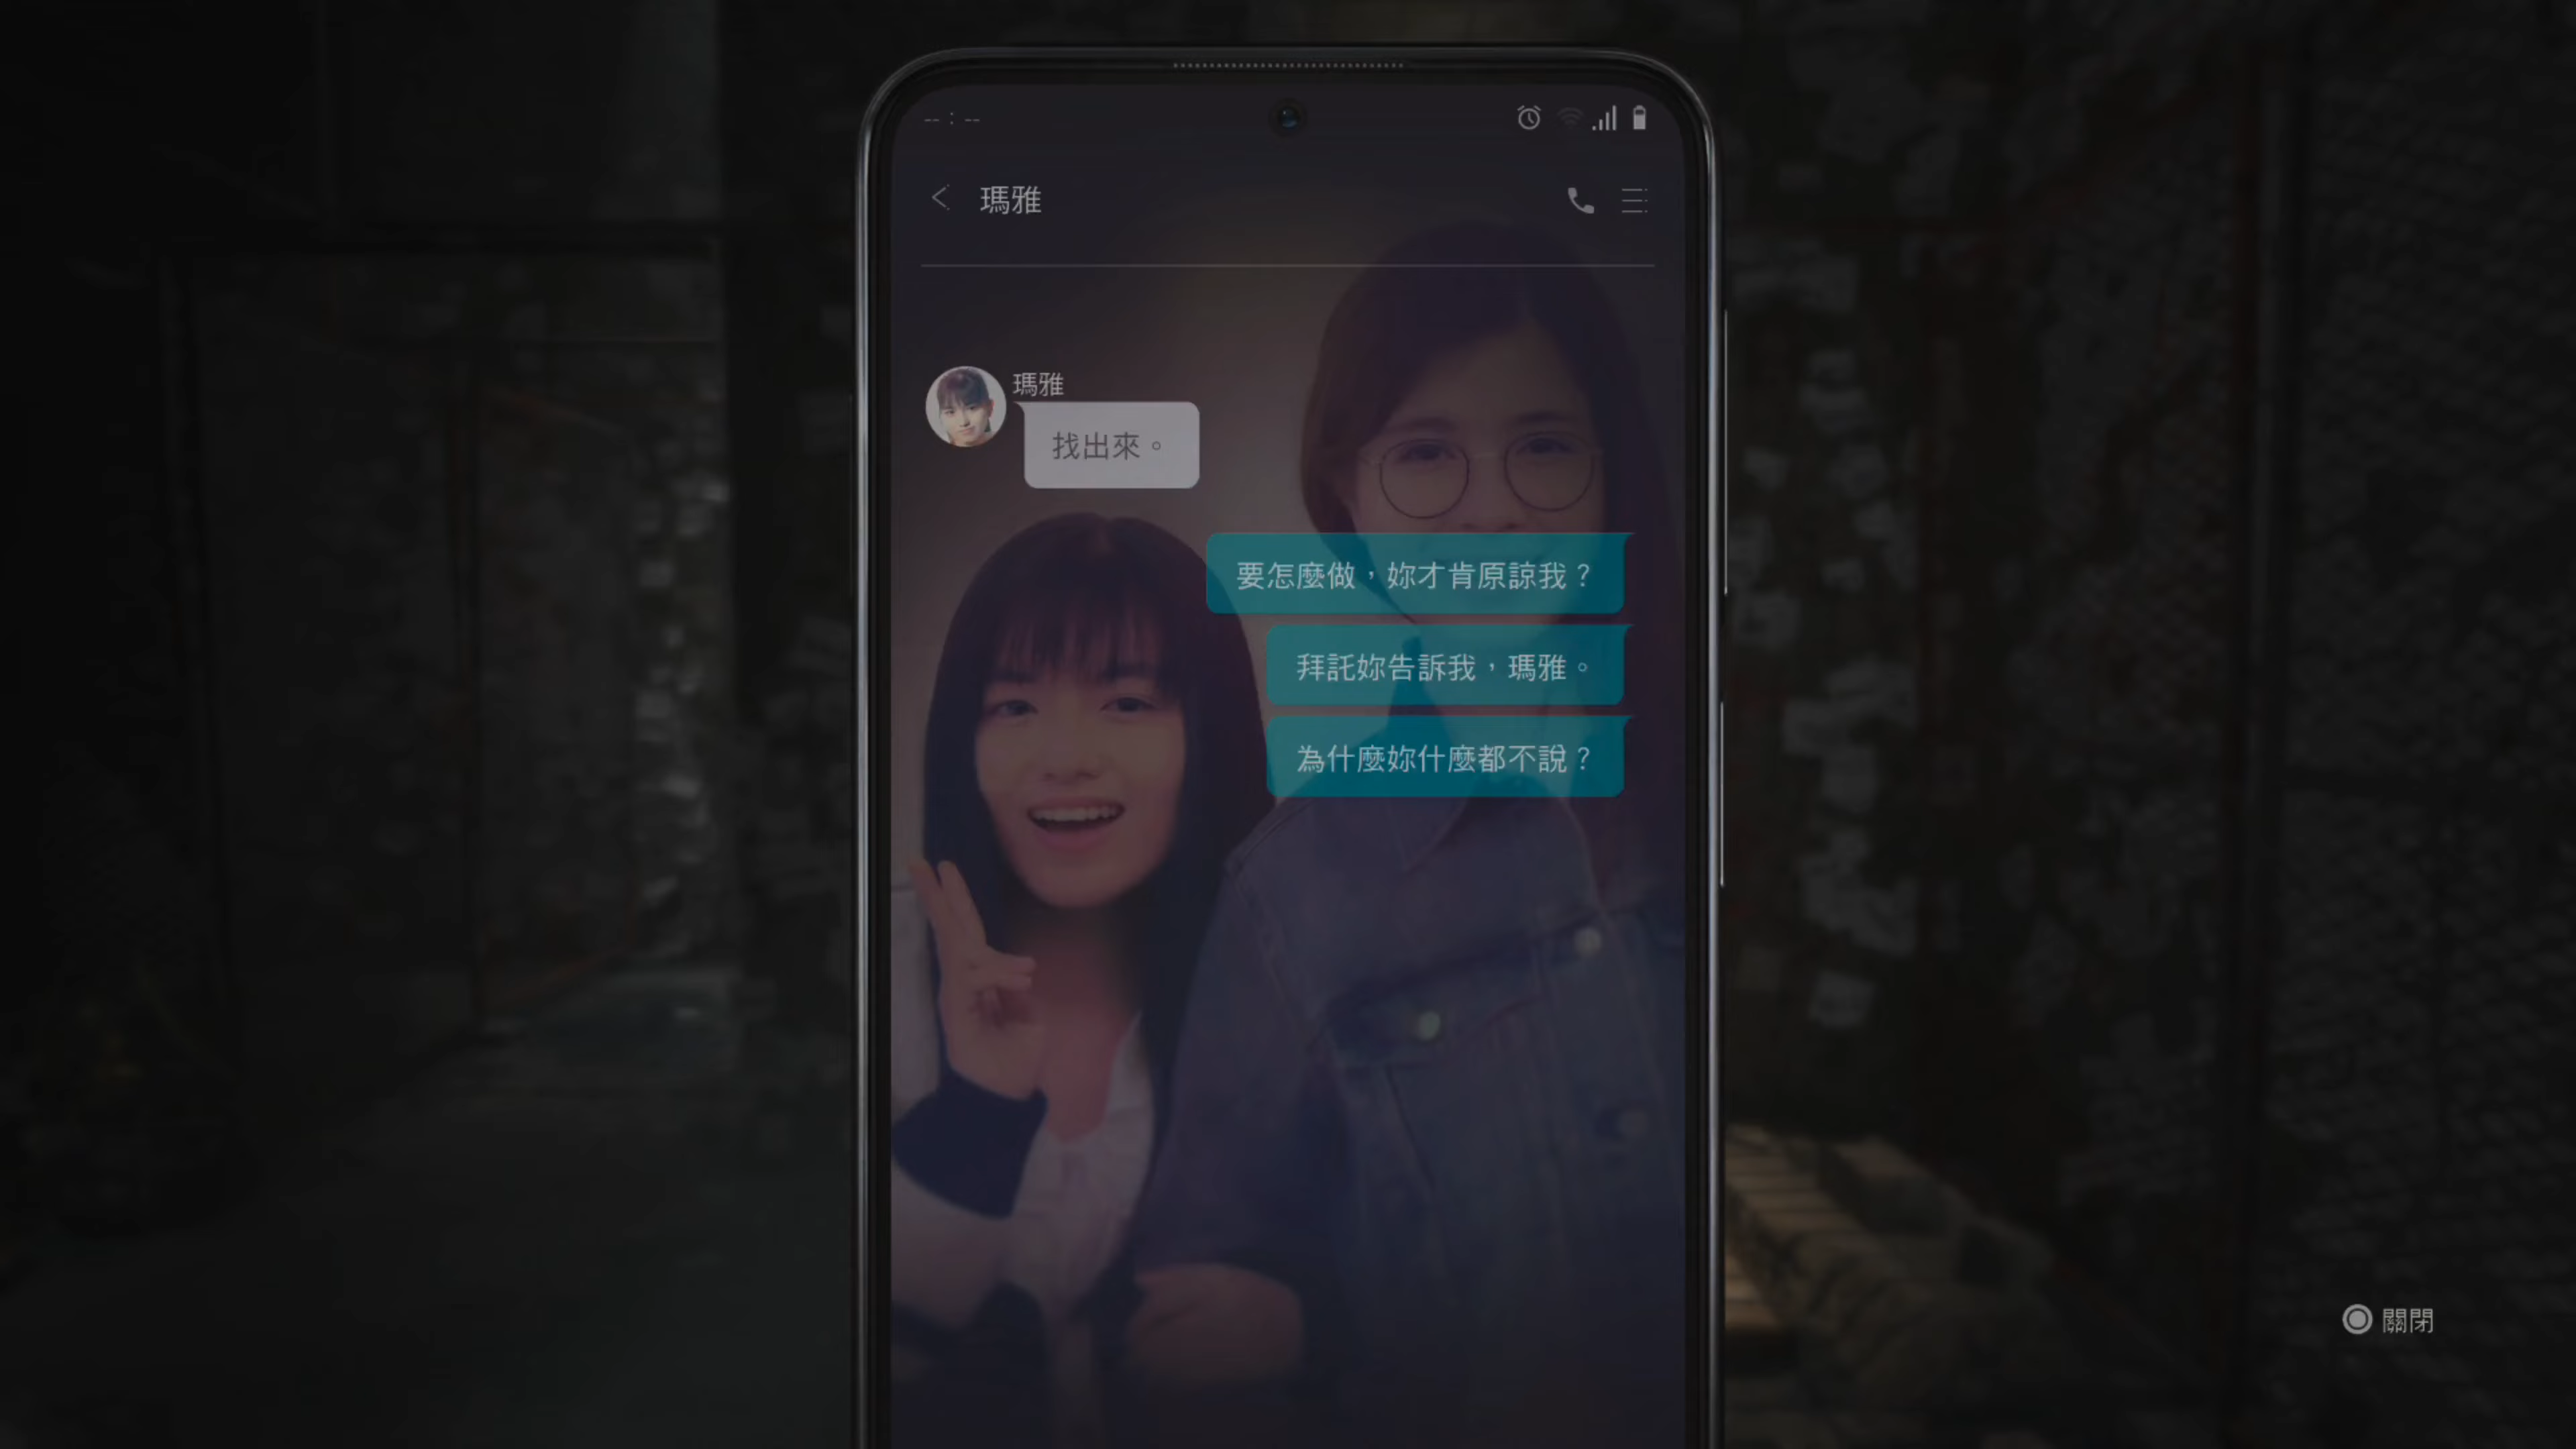 -- : --
瑪雅
瑪雅
找出來。
要怎麼做，妳才肯原諒我？
拜託妳告訴我，瑪雅。
為什麼妳什麼都不說？
關閉